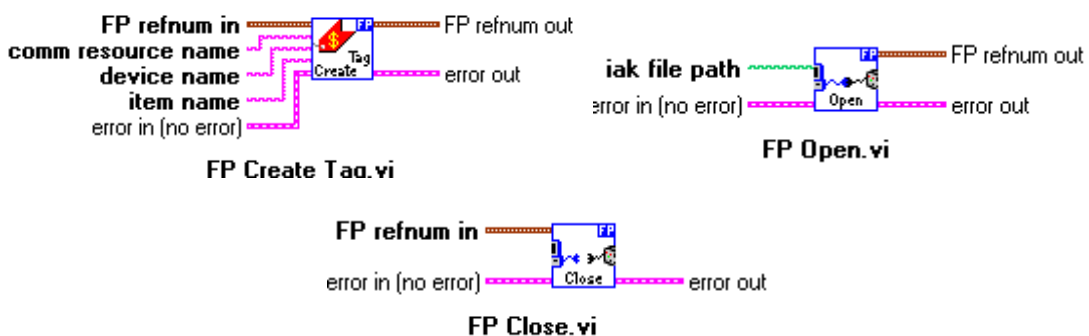 FP refnum in
FP
FP refnum out
comm resource name
$
device name
Tag
Create
error out
item name
error in (no error)
FP Create Tag.vi
FP
FP refnum out
iak file path
error in (no error)
Open
error out
FP Open.vi
FP refnum in
FP
error in (no error)
Close
error out
FP Close.vi